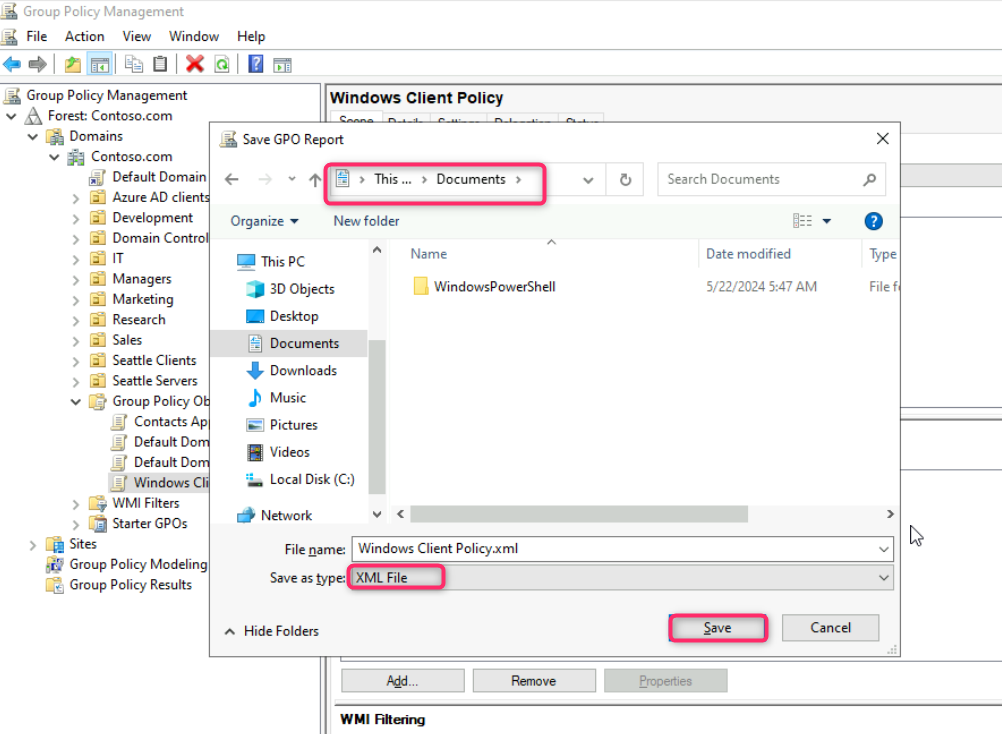 Group Policy Management
File Action View Window Help
Group Policy Management
Forest: Contoso.com
Domains
Contoso.com
Default Domain
Azure AD clients
Development
Domain Control
IT
Managers
Marketing
Research
Sales
Seattle Clients
Seattle Servers
Group Policy Ob
Contacts App
Default Dom
Default Dom
Windows Cli
WMI Filters
Starter GPOs
Sites
Group Policy Modeling
Group Policy Results
Windows Client Policy
Scope Details Settings Delegation Status
Save GPO Report
This ... Documents
Search Documents
Organize New folder
This PC
3D Objects
Desktop
Documents
Downloads
Music
Pictures
Videos
Local Disk (C:)
Network
Name Date modified Type
WindowsPowerShell 5/22/2024 5:47 AM File f
File name: Windows Client Policy.xml
Save as type: XML File
Hide Folders
Save Cancel
Add... Remove Properties
WMI Filtering